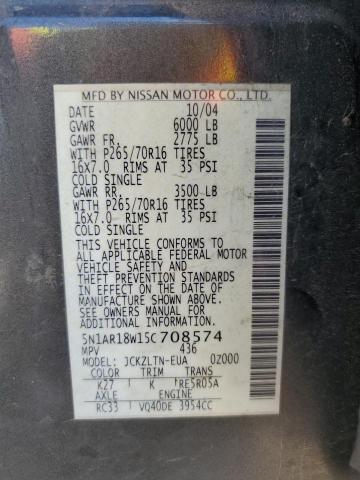 MFD BY NISSAN MOTOR CO., LTD.
DATE 10/04
GVWR 6000 LB
GAWR FR. 2775 LB
WITH P265/70R16 TIRES
16X7.0 RIMS AT 35 PSI
COLD SINGLE
GAWR RR. 3500 LB
WITH P265/70R16 TIRES
16X7.0 RIMS AT 35 PSI
COLD SINGLE
THIS VEHICLE CONFORMS TO
ALL APPLICABLE FEDERAL MOTOR
VEHICLE SAFETY AND
THEFT PREVENTION STANDARDS
IN EFFECT ON THE DATE OF
MANUFACTURE SHOWN ABOVE.
SEE OWNERS MANUAL FOR
ADDITIONAL INFORMATION.
5N1AR18W15C708574
MPV 436
MODEL: JCKZLTN-EUA 0Z000
COLOR TRIM TRANS
K27 K RE5R05A
AXLE ENGINE
RC33 VQ40DE 3954CC